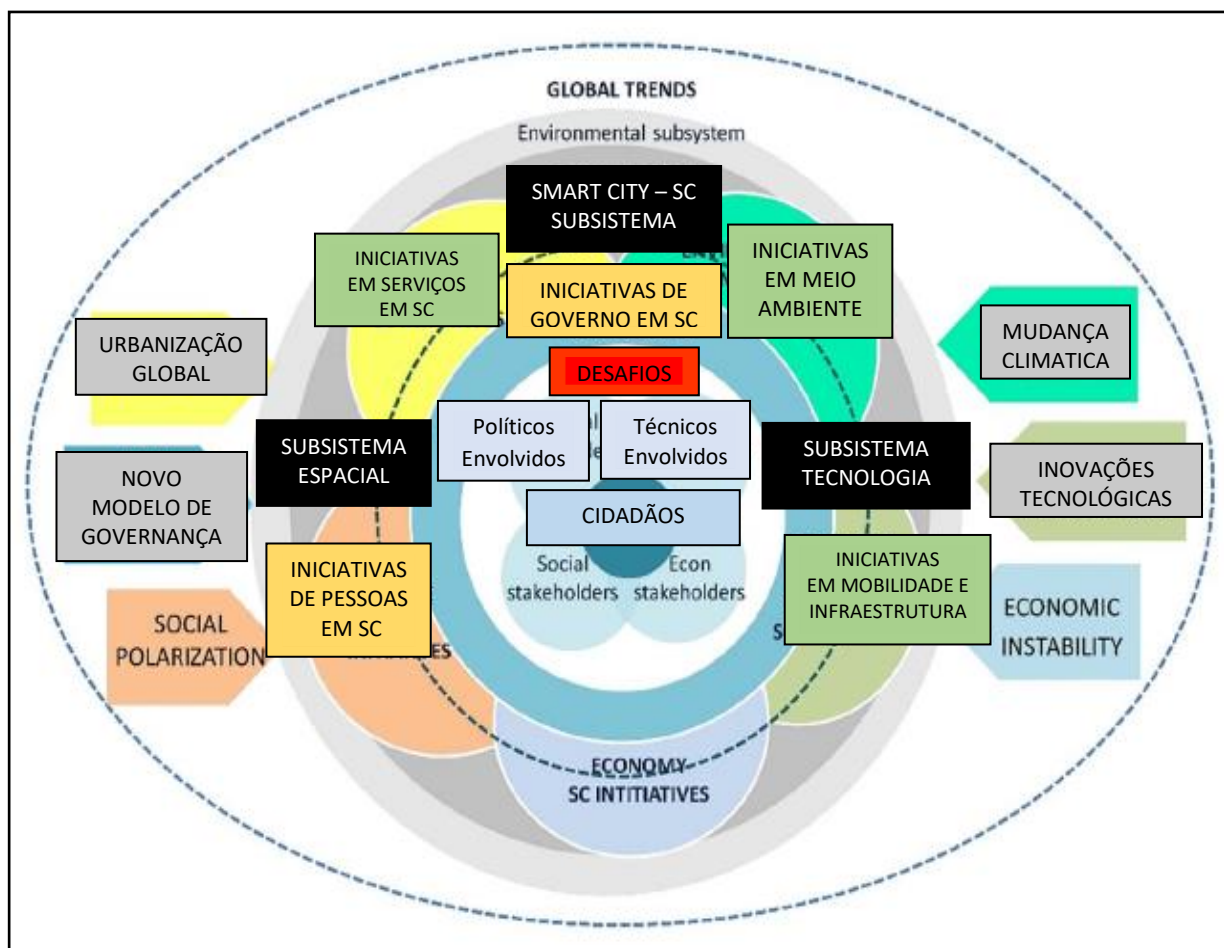 GLOBAL TRENDS
Environmental subsystem
SMART CITY – SC
SUBSISTEMA
INICIATIVAS
EM SERVIÇOS
EM SC
INICIATIVAS DE
GOVERNO EM SC
INICIATIVAS
EM MEIO
AMBIENTE
URBANIZAÇÃO
GLOBAL
MUDANÇA
CLIMATICA
DESAFIOS
Políticos
Envolvidos
Técnicos
Envolvidos
SUBSISTEMA
ESPACIAL
SUBSISTEMA
TECNOLOGIA
NOVO
MODELO DE
GOVERNANÇA
INOVAÇÕES
TECNOLÓGICAS
CIDADÃOS
INICIATIVAS
DE PESSOAS
EM SC
Social
stakeholders
Econ
stakeholders
INICIATIVAS
EM MOBILIDADE E
INFRAESTRUTURA
SOCIAL
POLARIZATION
ECONOMIC
INSTABILITY
ECONOMY
SC INTITIATIVES